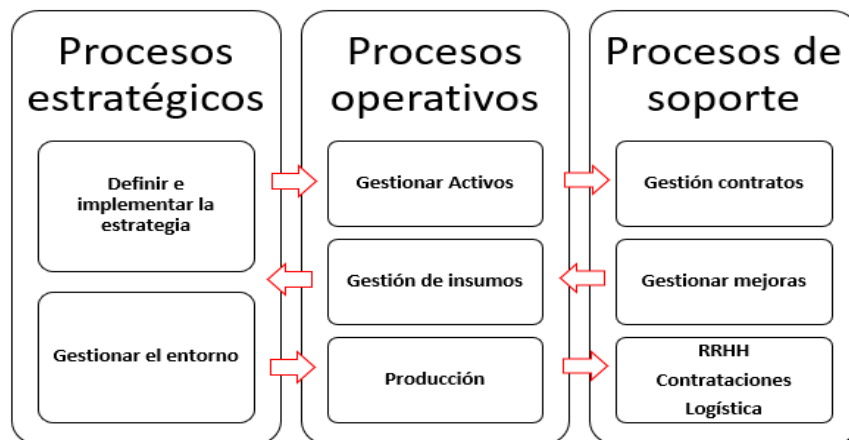 Procesos
estratégicos
Definir e
implementar la
estrategia
Gestionar el entorno
Procesos
operativos
Gestionar Activos
Gestión de insumos
Producción
Procesos de
soporte
Gestión contratos
Gestionar mejoras
RRHH
Contrataciones
Logística